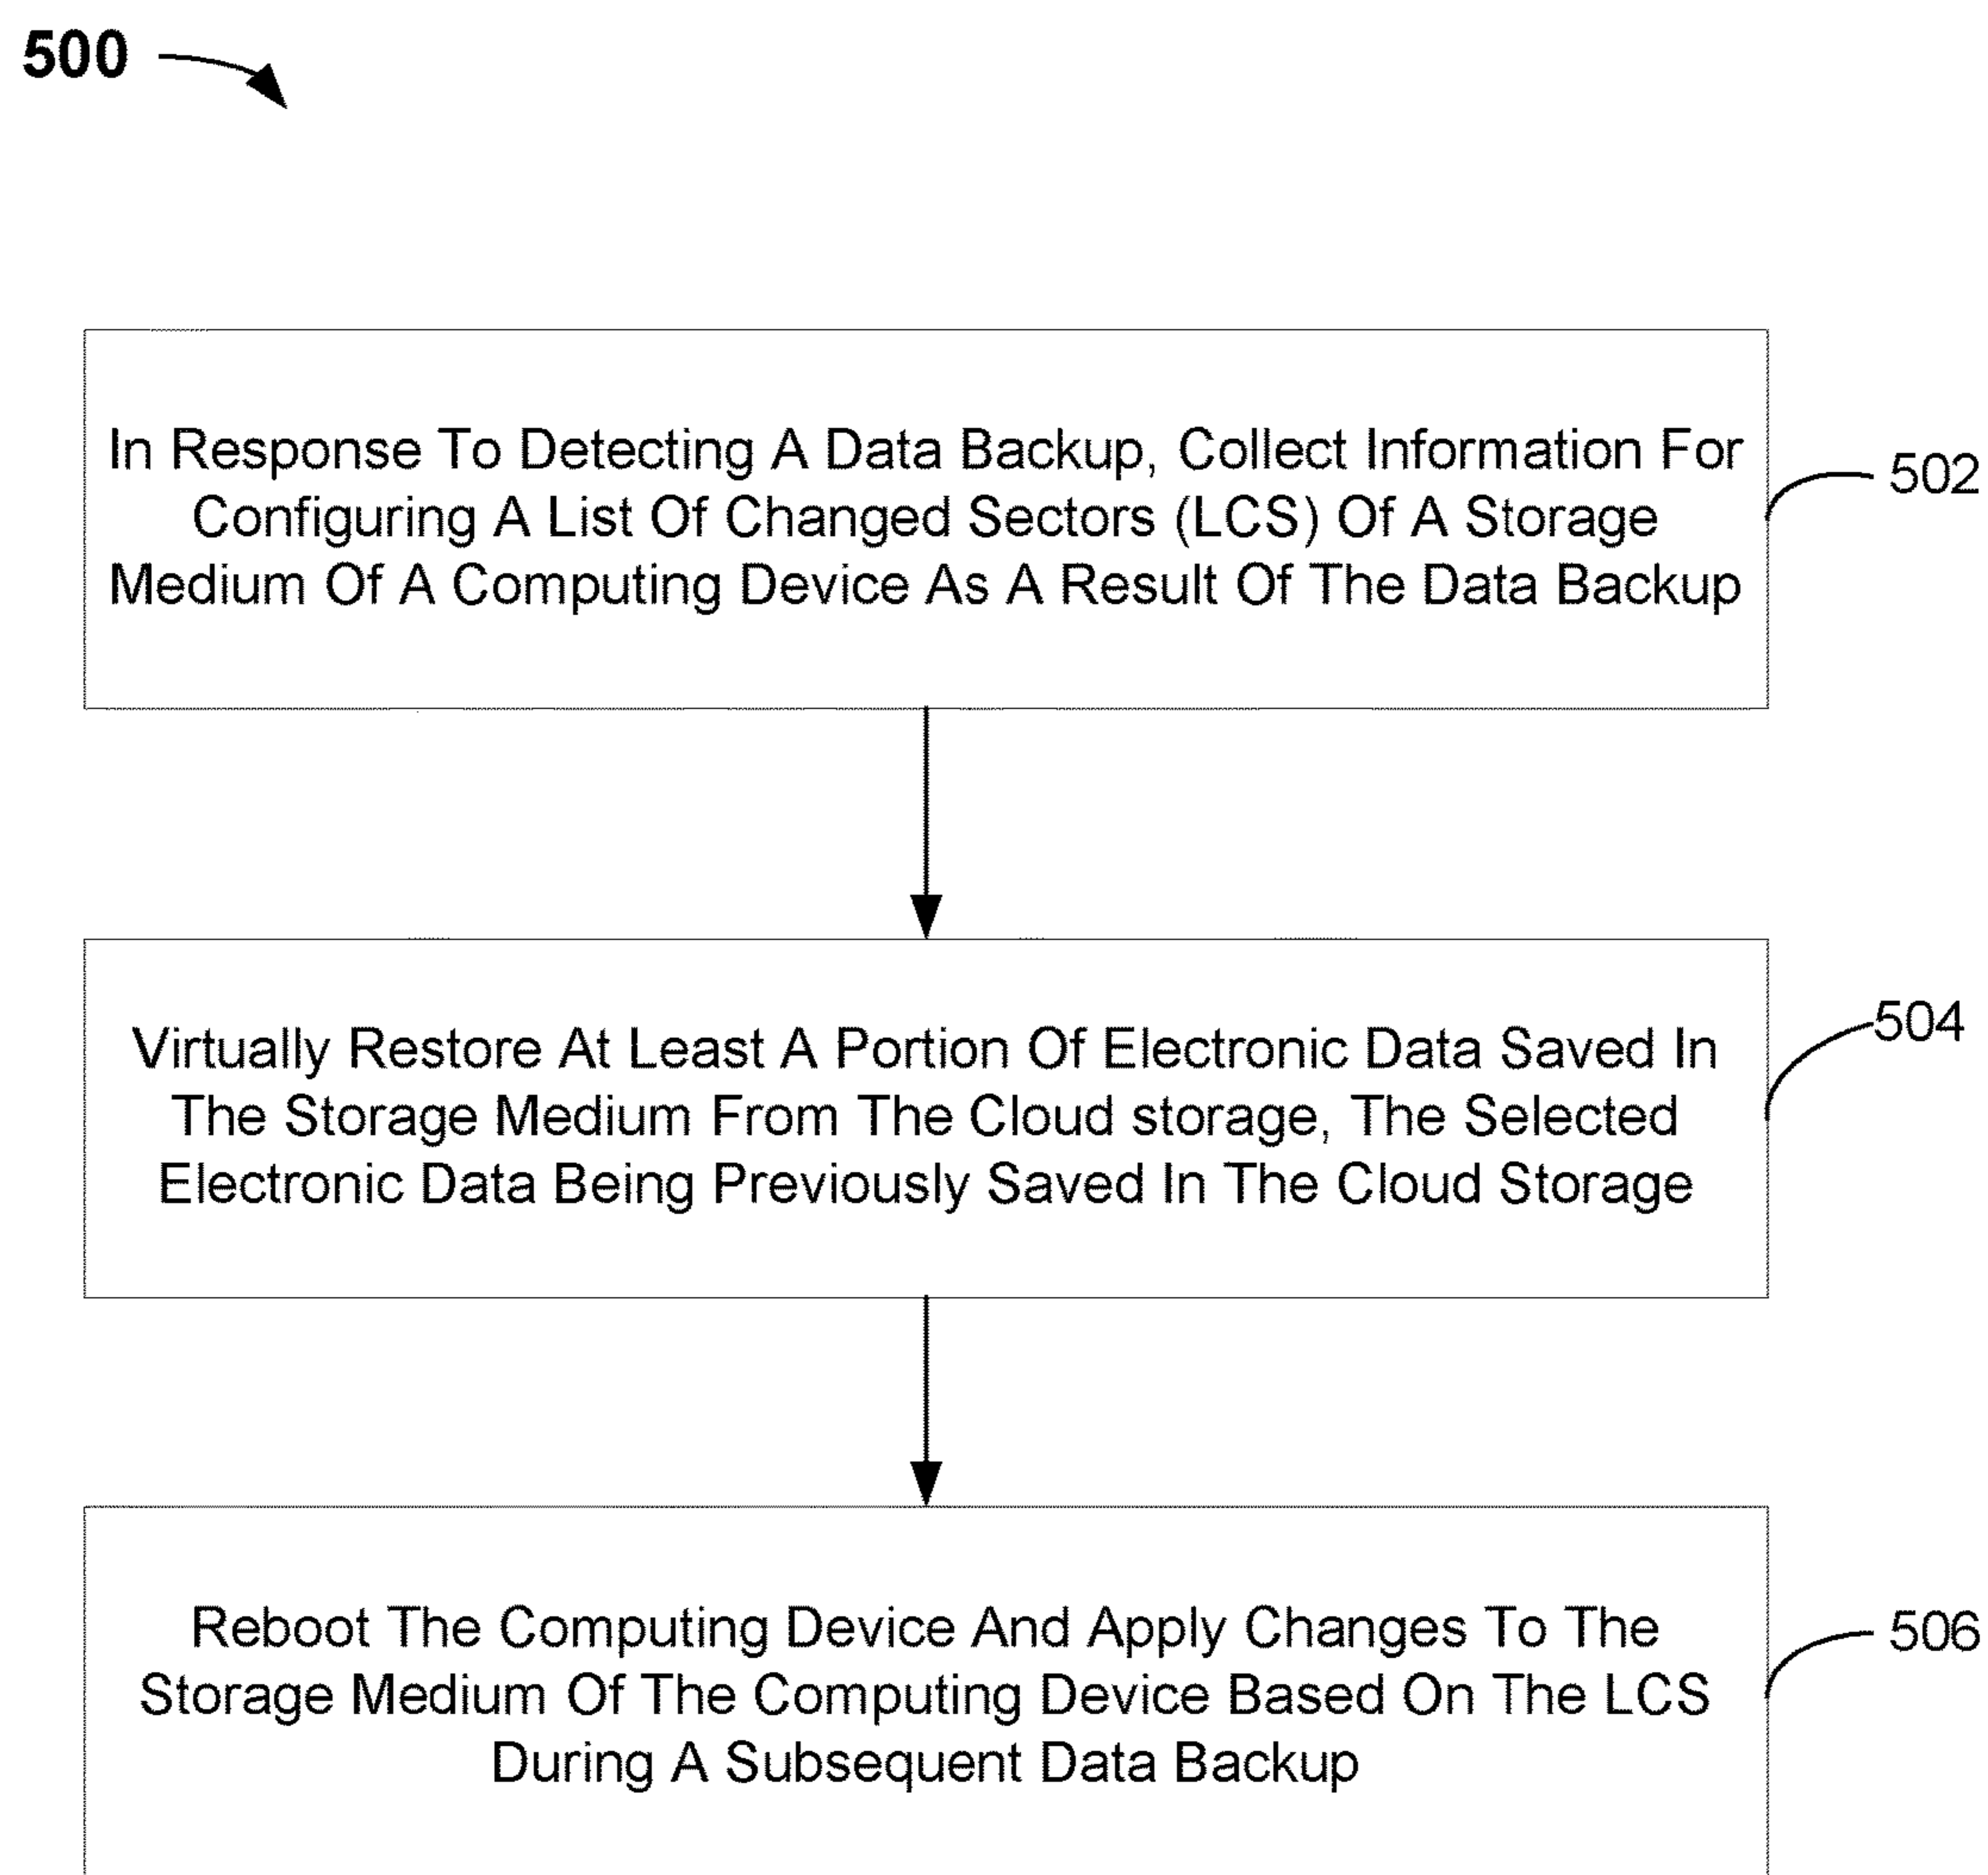 500
In Response To Detecting A Data Backup, Collect Information For
Configuring A List Of Changed Sectors (LCS) Of A Storage
Medium Of A Computing Device As A Result Of The Data Backup
502
Virtually Restore At Least A Portion Of Electronic Data Saved In
The Storage Medium From The Cloud storage, The Selected
Electronic Data Being Previously Saved In The Cloud Storage
504
Reboot The Computing Device And Apply Changes To The
Storage Medium Of The Computing Device Based On The LCS
During A Subsequent Data Backup
506